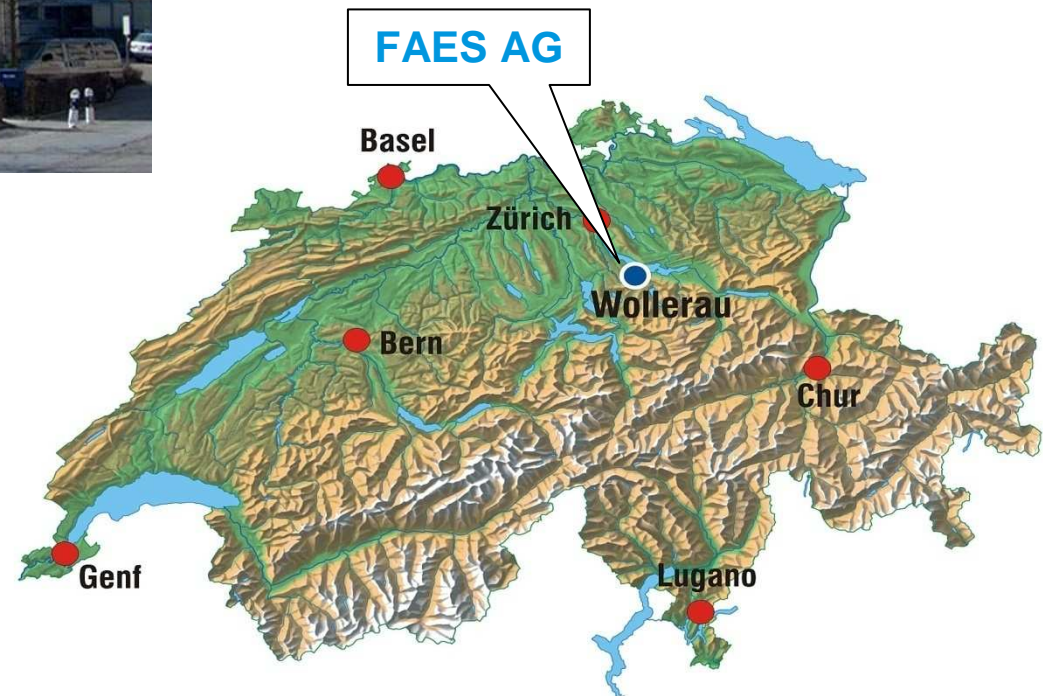 FAES AG
Basel
Zürich
Wollerau
Bern
Chur
Genf
Lugano